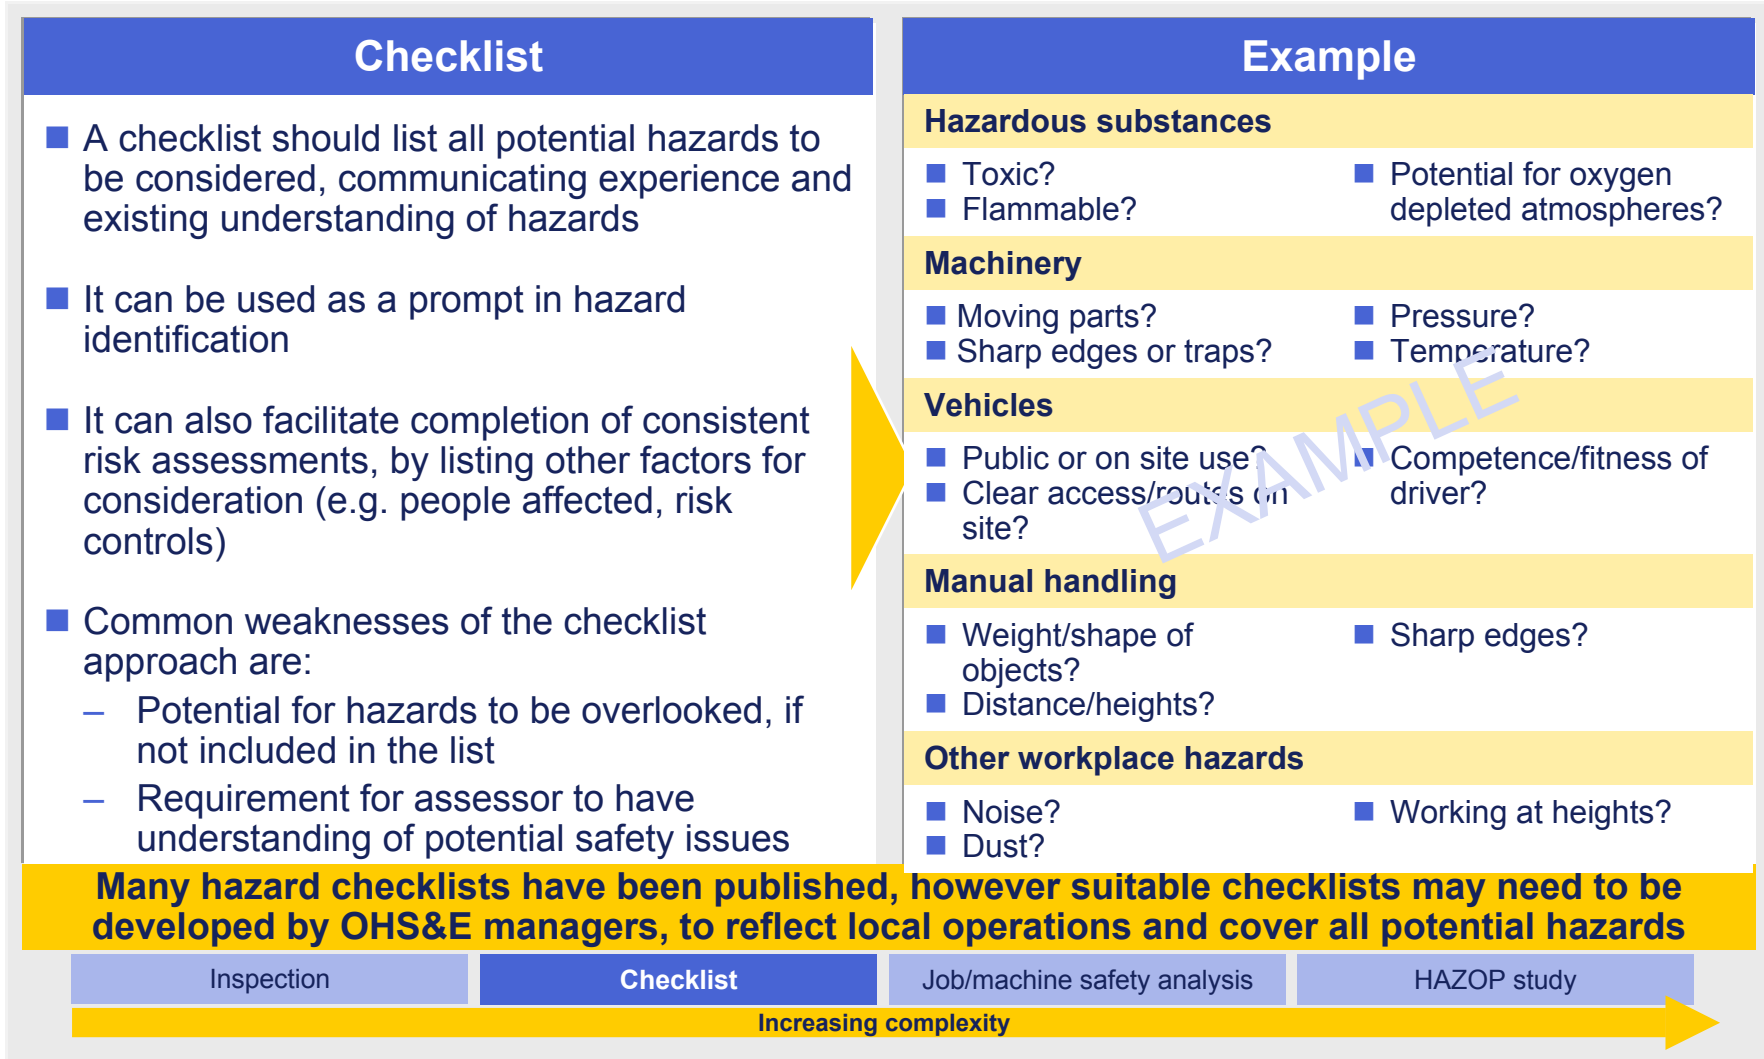 Checklist
A checklist should list all potential hazards to
be considered, communicating experience and
existing understanding of hazards
It can be used as a prompt in hazard
identification
It can also facilitate completion of consistent
risk assessments, by listing other factors for
consideration (e.g. people affected, risk
controls)
Common weaknesses of the checklist
approach are:
– Potential for hazards to be overlooked, if
not included in the list
– Requirement for assessor to have
understanding of potential safety issues
Example
Hazardous substances
Toxic?
Flammable?
Potential for oxygen
depleted atmospheres?
Machinery
Moving parts?
Sharp edges or traps?
Pressure?
Temperature?
Vehicles
Public or on site use?
Clear access/routes on
site?
Competence/fitness of
driver?
EXAMPLE
Manual handling
Weight/shape of
objects?
Distance/heights?
Sharp edges?
Other workplace hazards
Noise?
Dust?
Working at heights?
Many hazard checklists have been published, however suitable checklists may need to be
developed by OHS&E managers, to reflect local operations and cover all potential hazards
Inspection
Checklist
Job/machine safety analysis
HAZOP study
Increasing complexity